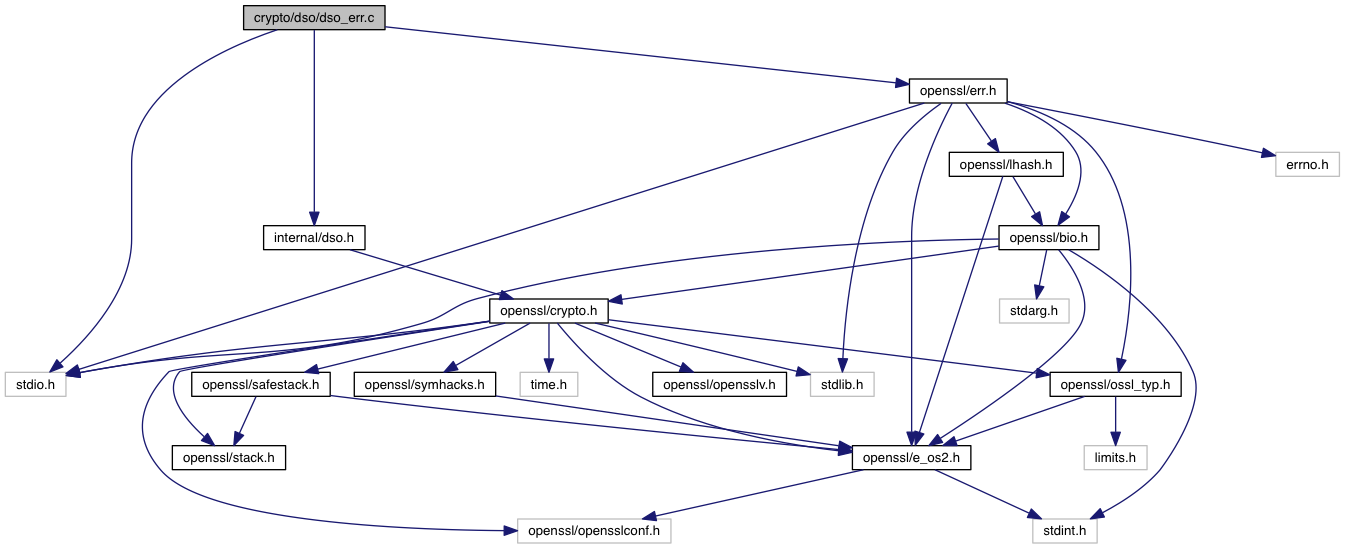 crypto/dso/dso_err.c
openssl/err.h
openssl/lhash.h
errno.h
internal/dso.h
openssl/bio.h
openssl/crypto.h
stdarg.h
stdio.h
openssl/safestack.h
openssl/symhacks.h
time.h
openssl/opensslv.h
stdlib.h
openssl/ossl_typ.h
openssl/stack.h
openssl/e_os2.h
limits.h
openssl/opensslconf.h
stdint.h